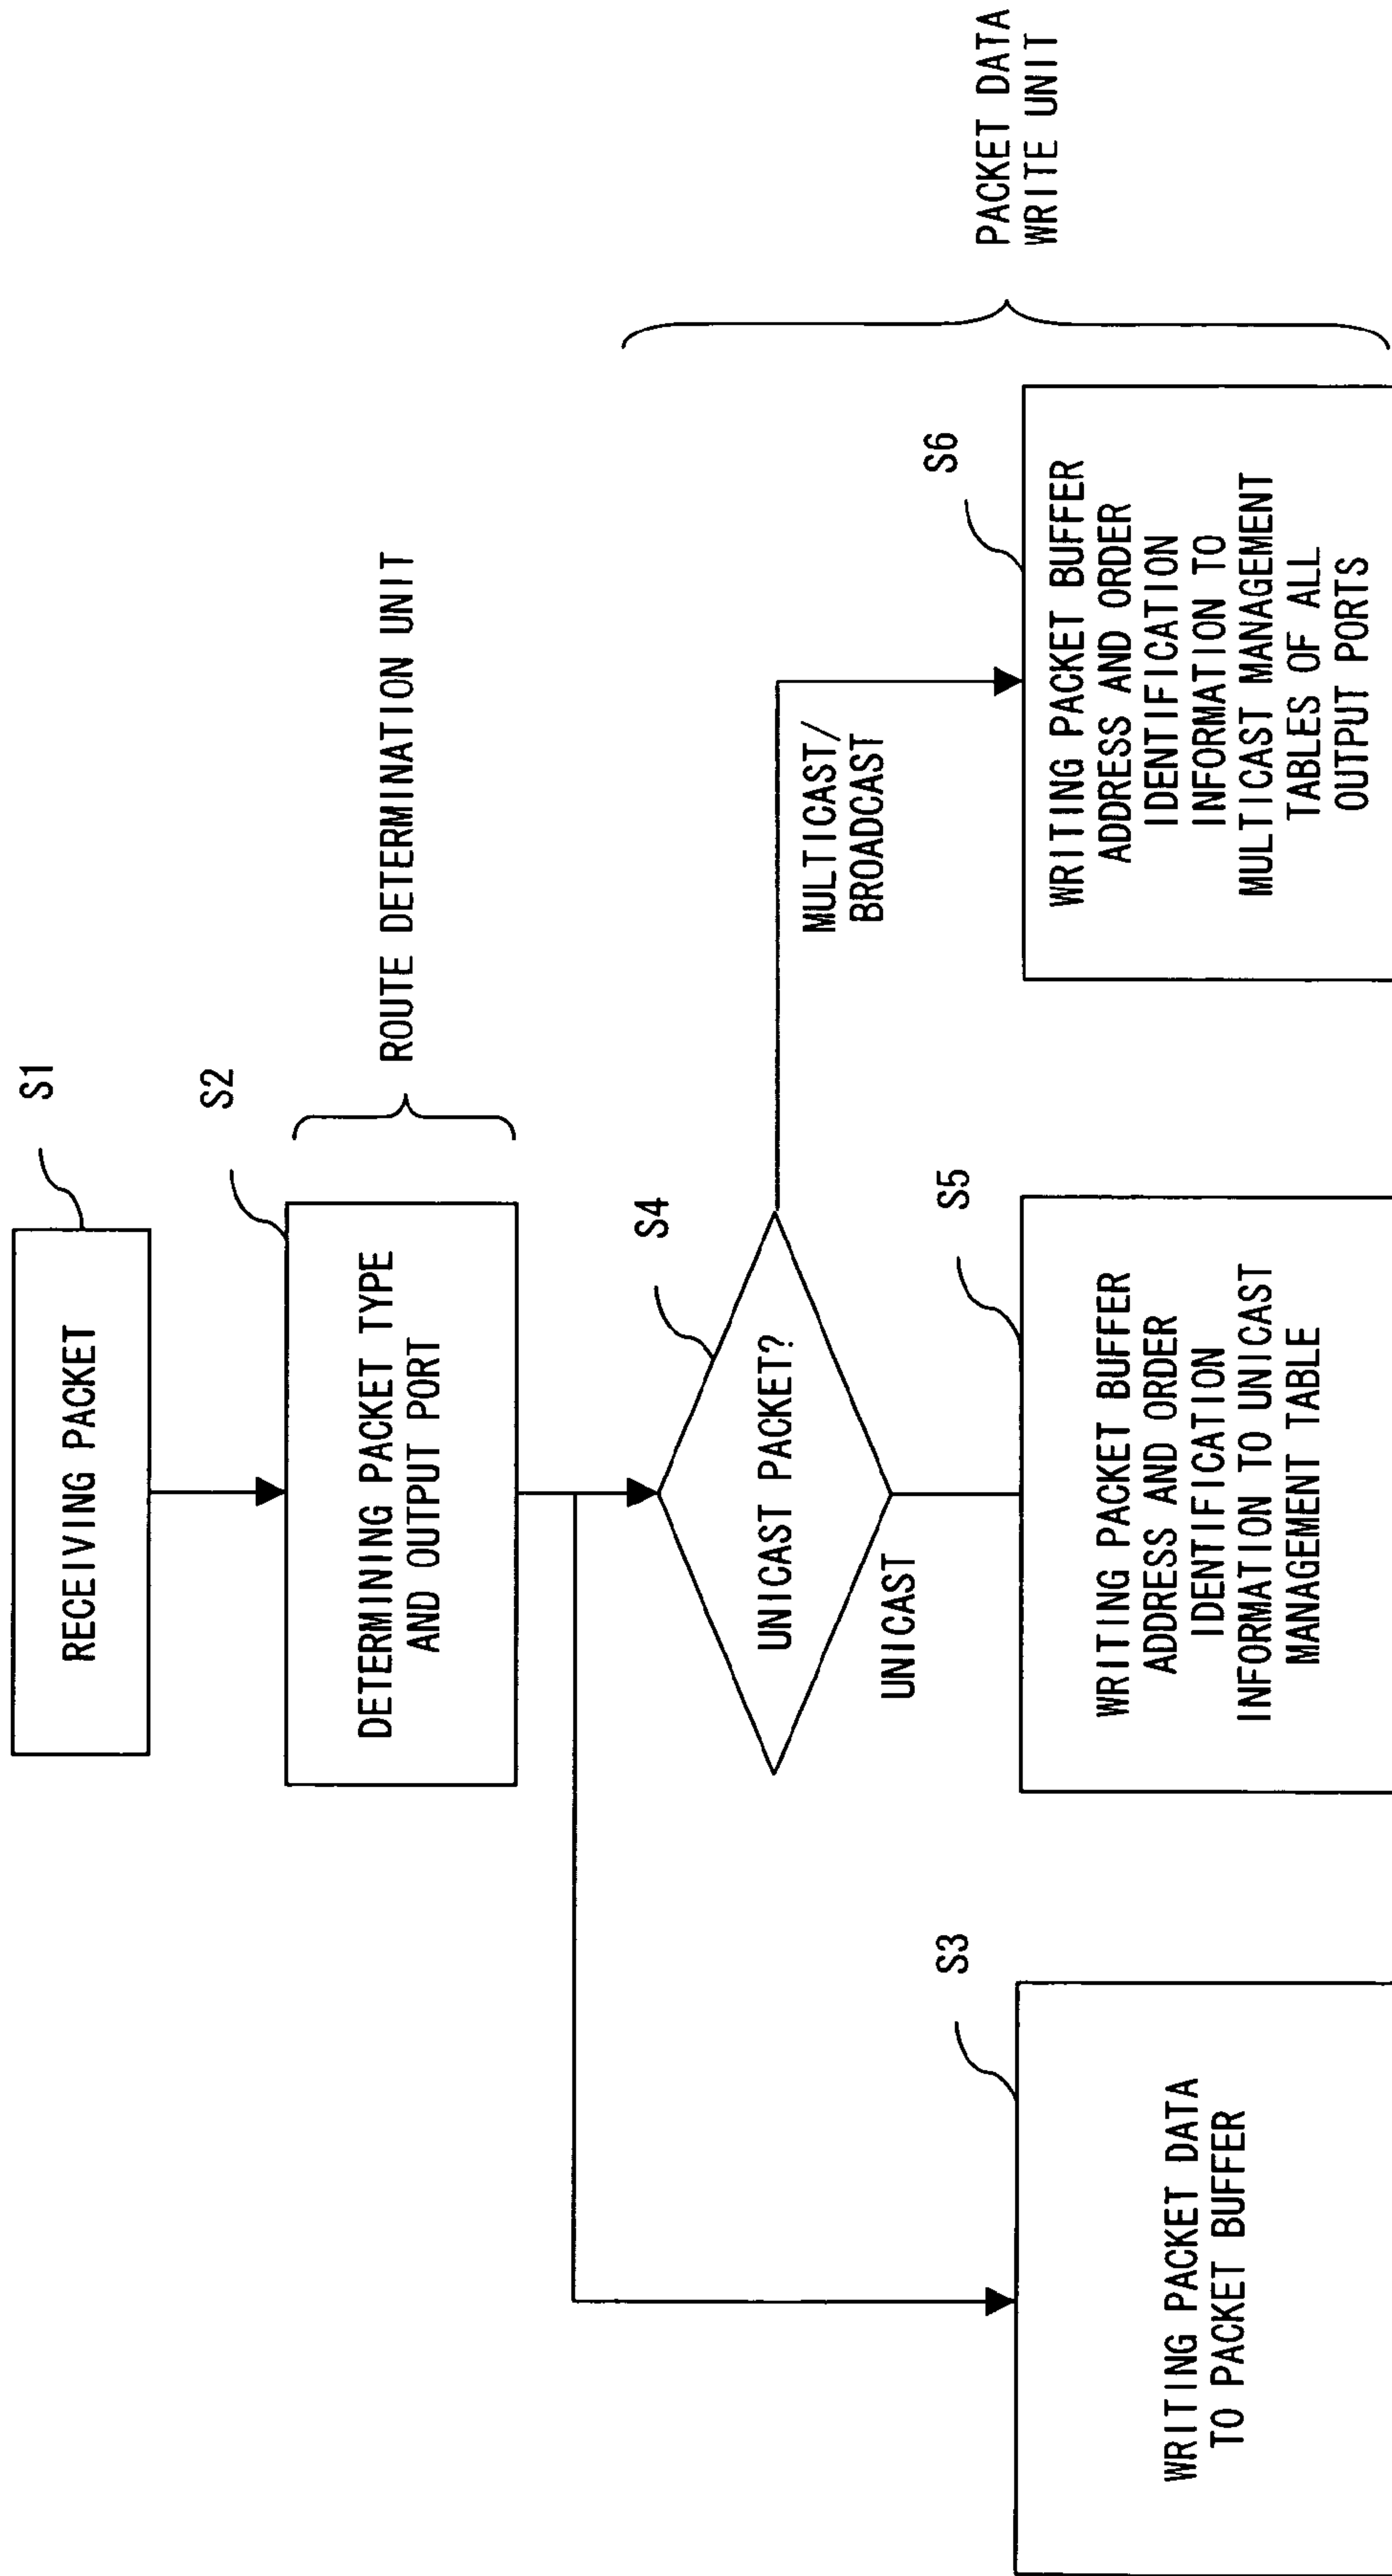 S1
RECEIVING PACKET
S2
DETERMINING PACKET TYPE
AND OUTPUT PORT
ROUTE DETERMINATION UNIT
S4
UNICAST PACKET?
UNICAST
MULTICAST/
BROADCAST
S3
WRITING PACKET DATA
TO PACKET BUFFER
S5
WRITING PACKET BUFFER
ADDRESS AND ORDER
IDENTIFICATION
INFORMATION TO UNICAST
MANAGEMENT TABLE
S6
WRITING PACKET BUFFER
ADDRESS AND ORDER
IDENTIFICATION
INFORMATION TO
MULTICAST MANAGEMENT
TABLES OF ALL
OUTPUT PORTS
PACKET DATA
WRITE UNIT